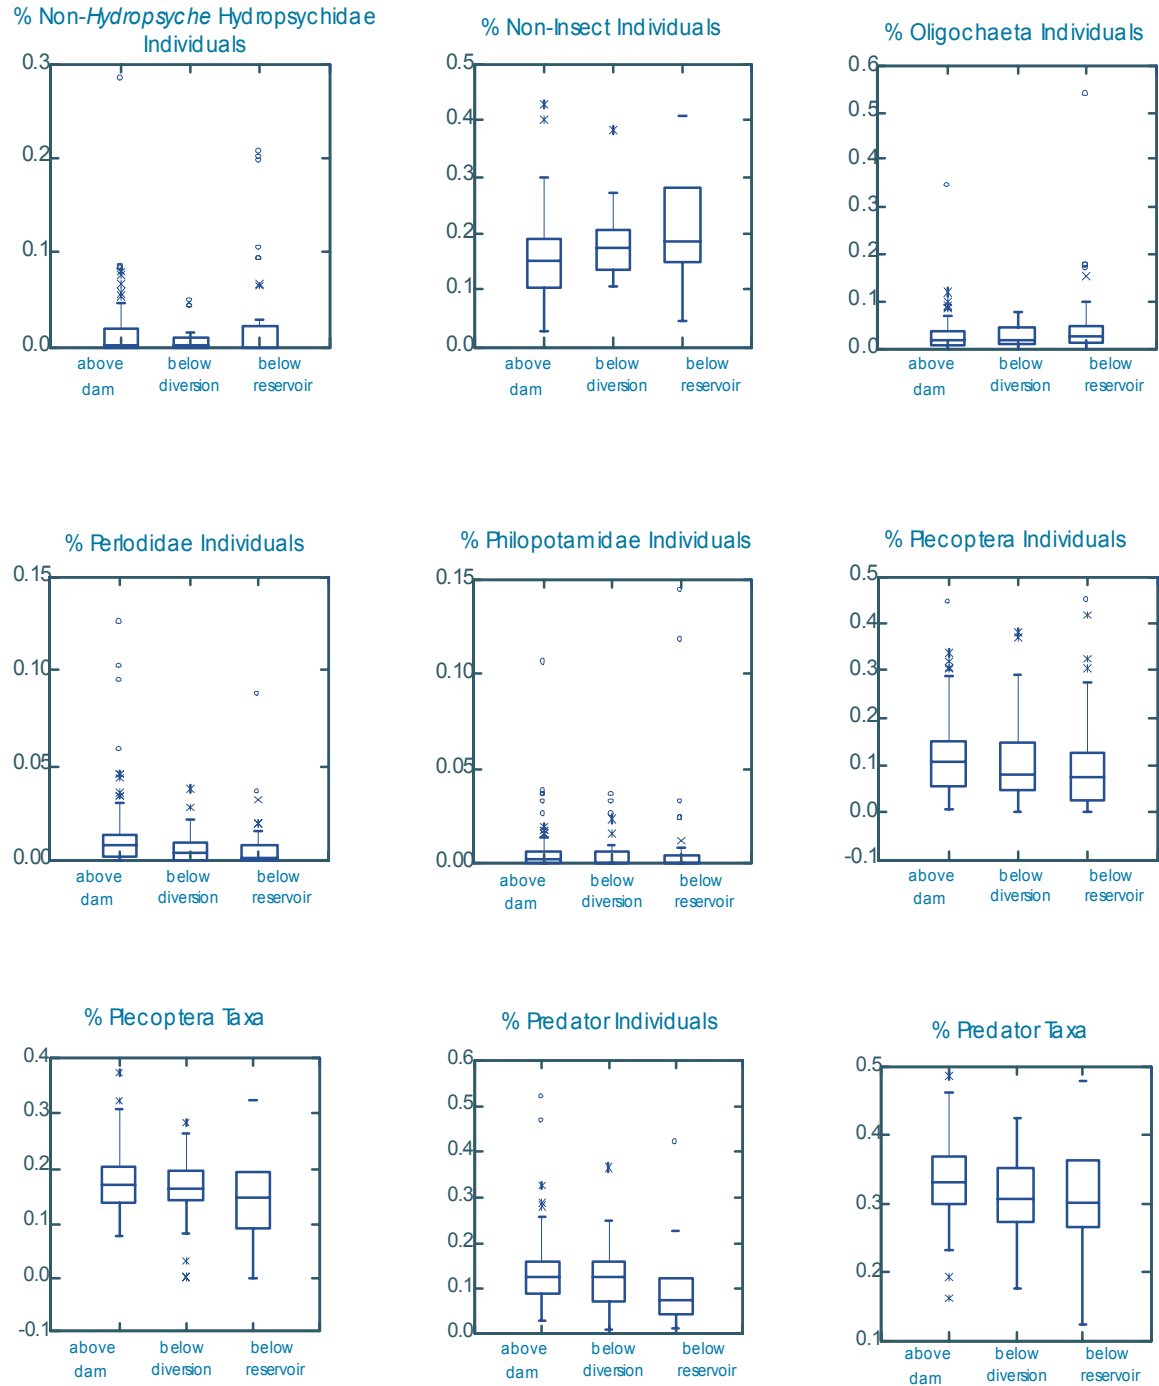 % Non-Hydropsyche Hydropsychidae
Individuals
0.3
0.2
0.1
0.0
above
dam
below
diversion
below
reservoir
% Non-Insect Individuals
0.5
0.4
0.3
0.2
0.1
0.0
above
dam
below
diversion
below
reservoir
% Oligochaeta Individuals
0.6
0.5
0.4
0.3
0.2
0.1
0.0
above
dam
below
diversion
below
reservoir
% Perlodidae Individuals
0.15
0.10
0.05
0.00
above
dam
below
diversion
below
reservoir
% Philopotamidae Individuals
0.15
0.10
0.05
0.00
above
dam
below
diversion
below
reservoir
% Plecoptera Individuals
0.5
0.4
0.3
0.2
0.1
0.0
-0.1
above
dam
below
diversion
below
reservoir
% Plecoptera Taxa
0.4
0.3
0.2
0.1
0.0
-0.1
above
dam
below
diversion
below
reservoir
% Predator Individuals
0.6
0.5
0.4
0.3
0.2
0.1
0.0
above
dam
below
diversion
below
reservoir
% Predator Taxa
0.5
0.4
0.3
0.2
0.1
above
dam
below
diversion
below
reservoir